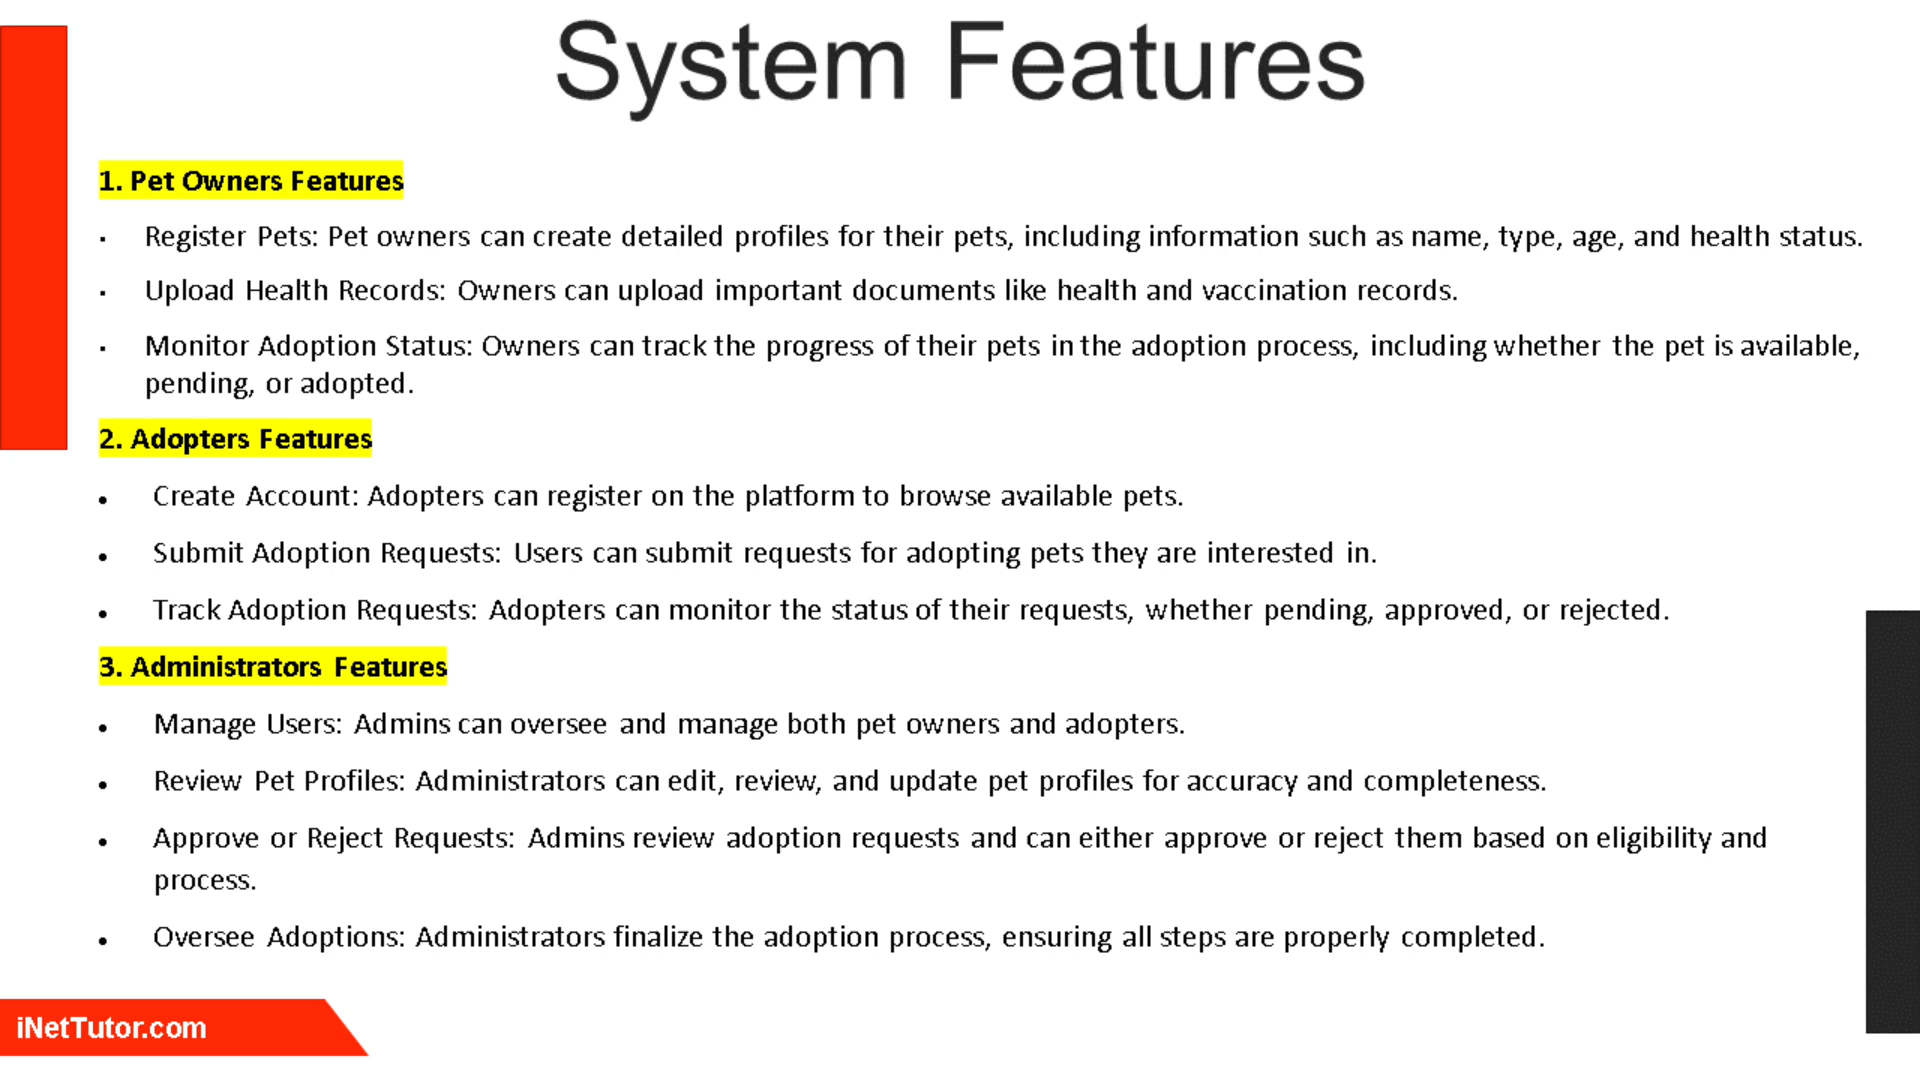 System Features
1. Pet Owners Features
▪ Register Pets: Pet owners can create detailed profiles for their pets, including information such as name, type, age, and health status.
▪ Upload Health Records: Owners can upload important documents like health and vaccination records.
▪ Monitor Adoption Status: Owners can track the progress of their pets in the adoption process, including whether the pet is available,
pending, or adopted.
2. Adopters Features
• Create Account: Adopters can register on the platform to browse available pets.
• Submit Adoption Requests: Users can submit requests for adopting pets they are interested in.
• Track Adoption Requests: Adopters can monitor the status of their requests, whether pending, approved, or rejected.
3. Administrators Features
• Manage Users: Admins can oversee and manage both pet owners and adopters.
• Review Pet Profiles: Administrators can edit, review, and update pet profiles for accuracy and completeness.
• Approve or Reject Requests: Admins review adoption requests and can either approve or reject them based on eligibility and
process.
• Oversee Adoptions: Administrators finalize the adoption process, ensuring all steps are properly completed.
iNetTutor.com